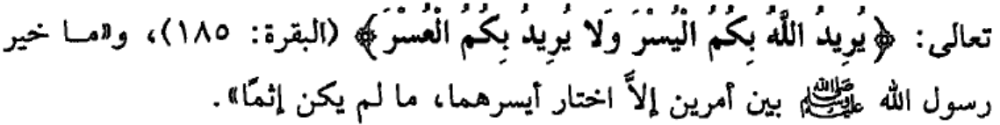 تعالى: ﴿يُرِيدُ اللَّهُ بِكُمُ الْيُسْرَ وَلَا يُرِيدُ بِكُمُ الْعُسْرَ﴾ (البقرة: ١٨٥)، و«ما خير
رسول الله ﷺ بين أمرين إلاَّ اختار أيسرهما، ما لم يكن إثمًا».